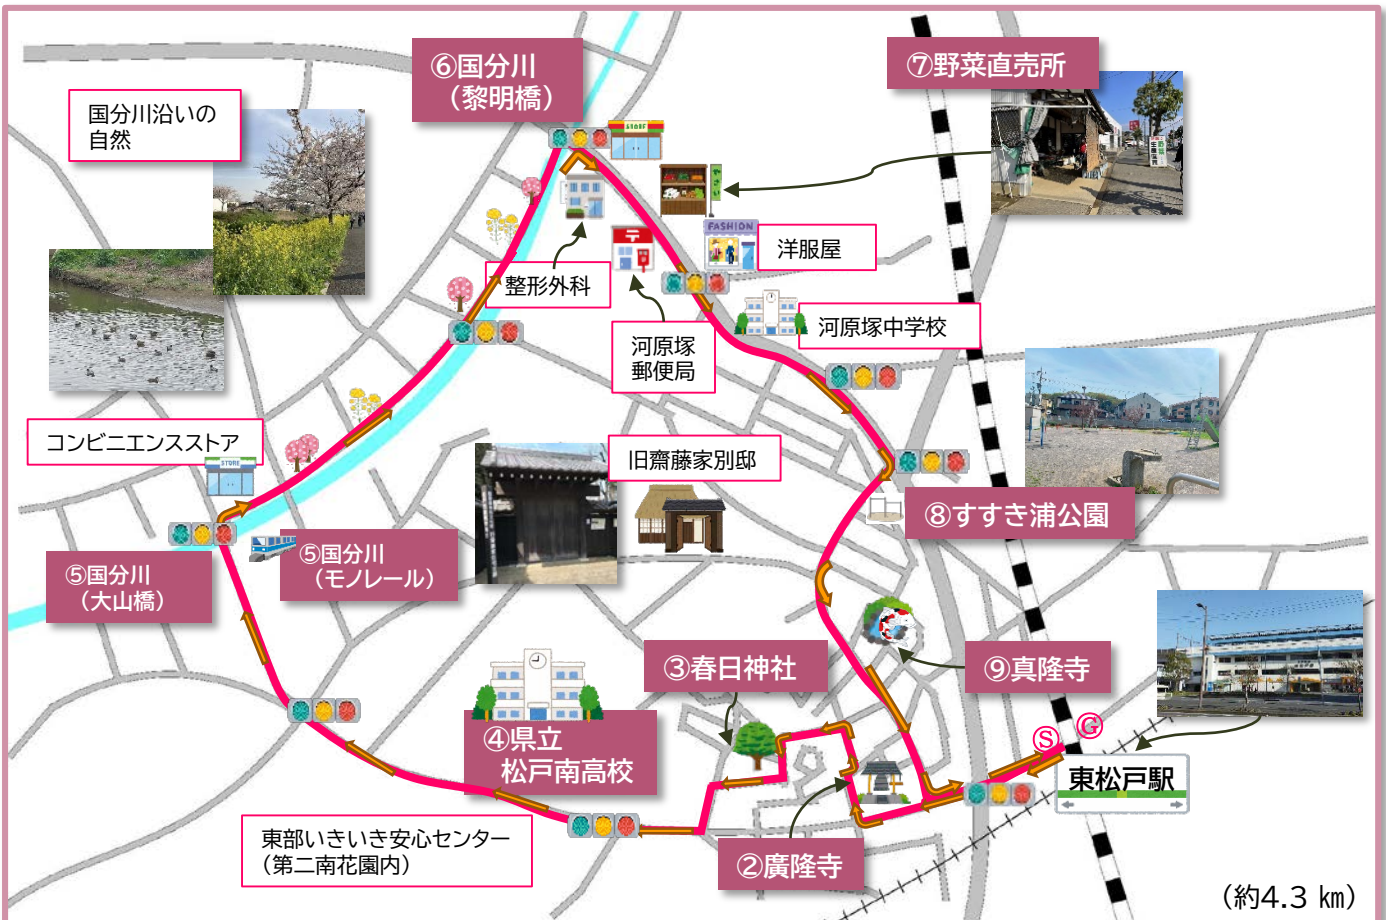 ⑥国分川
（黎明橋）
⑦野菜直売所
国分川沿いの
自然
STORE
やさい
FASHION
洋服屋
整形外科
河原塚
郵便局
河原塚中学校
コンビニエンスストア
STORE
旧齋藤家別邸
⑧すすき浦公園
⑤国分川
（大山橋）
⑤国分川
（モノレール）
③春日神社
⑨真隆寺
④県立
松戸南高校
Ⓢ
Ⓖ
東松戸駅
東部いきいき安心センター
（第二南花園内）
②廣隆寺
（約4.3 ㎞）